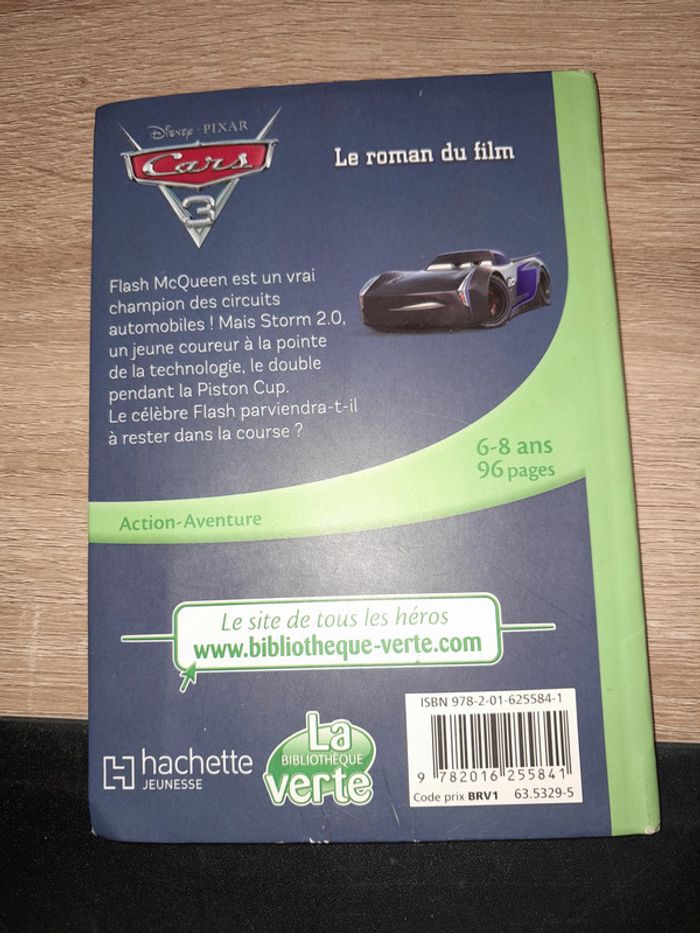 Disney · PIXAR
Cars
3
Le roman du film
Flash McQueen est un vrai
champion des circuits
automobiles ! Mais Storm 2.0,
un jeune coureur à la pointe
de la technologie, le double
pendant la Piston Cup.
Le célèbre Flash parviendra-t-il
à rester dans la course ?
6-8 ans
96 pages
Action-Aventure
Le site de tous les héros
www.bibliotheque-verte.com
ISBN 978-2-01-625584-1
9 782016 255841
Code prix BRV1 63.5329-5
hachette
JEUNESSE
La
BIBLIOTHÈQUE
verte